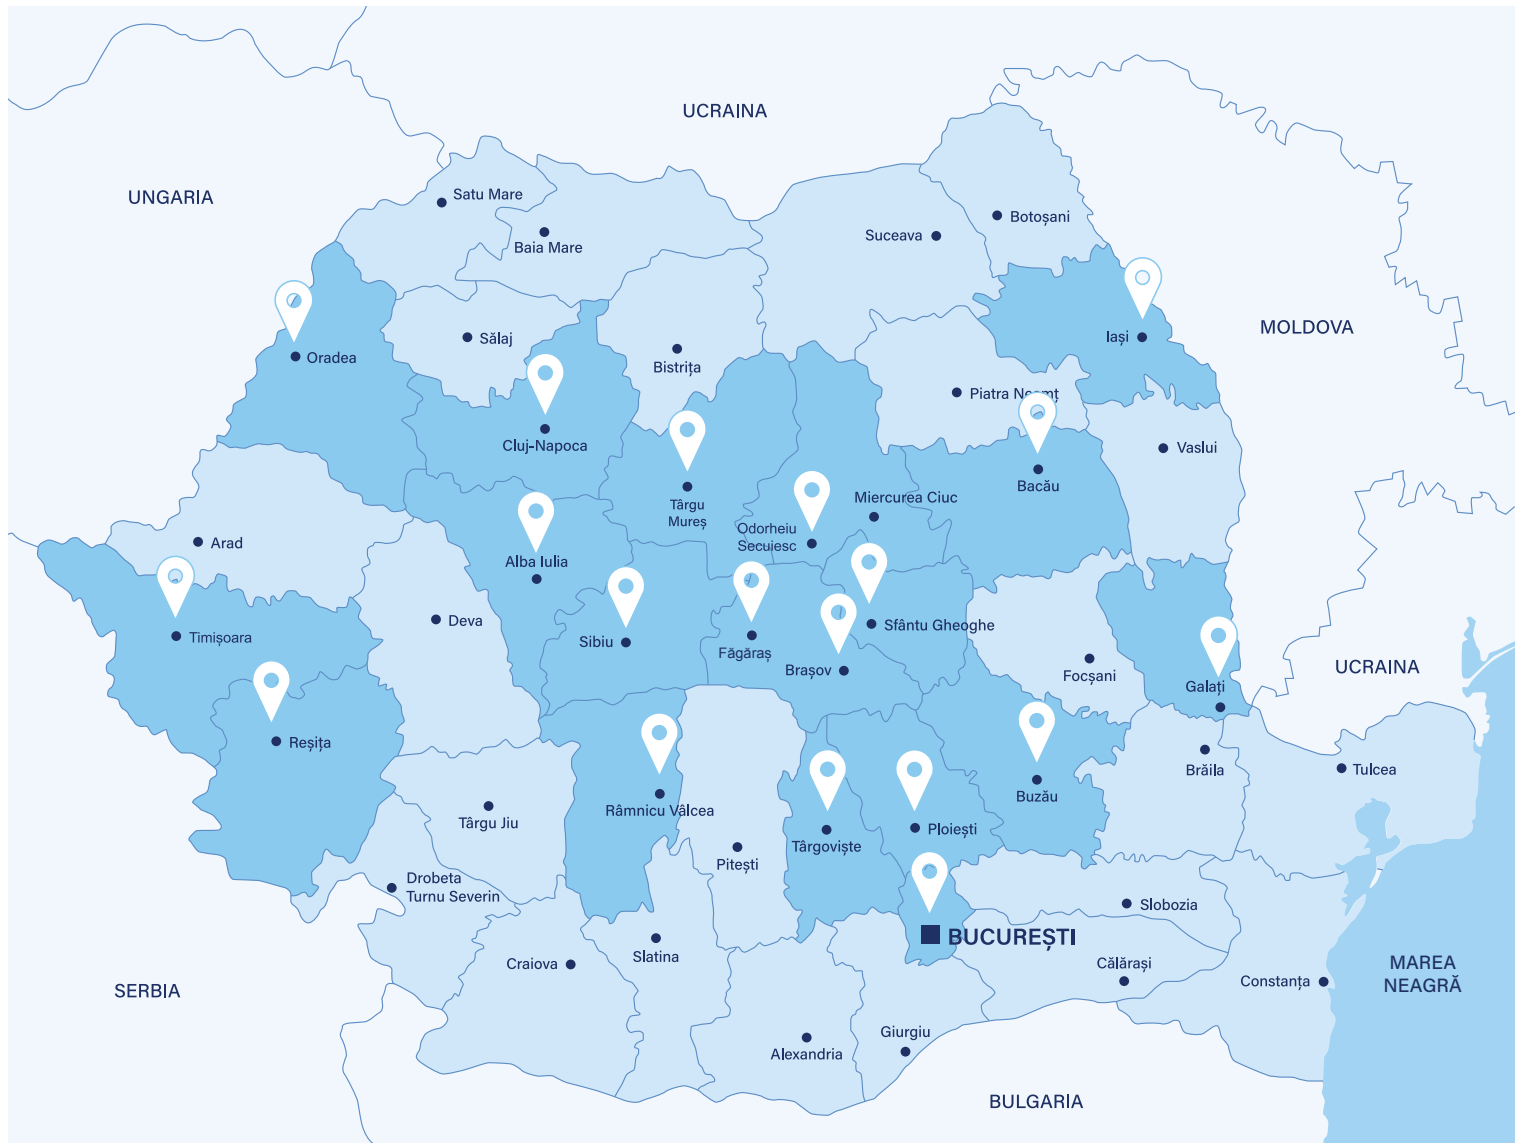 UCRAINA
UNGARIA
Satu Mare
Baia Mare
Suceava
Botoșani
Oradea
Sălaj
Bistrița
Iași
MOLDOVA
Cluj-Napoca
Piatra Neamț
Vaslui
Bacău
Târgu
Mureș
Miercurea Ciuc
Odorheiu
Secuiesc
Arad
Alba Iulia
Timișoara
Deva
Sibiu
Făgăraș
Sfântu Gheoghe
Brașov
Focșani
UCRAINA
Galați
Reșița
Brăila
Tulcea
Târgu Jiu
Râmnicu Vâlcea
Buzău
Târgoviște
Ploiești
Pitești
Drobeta
Turnu Severin
Slobozia
BUCUREȘTI
Slatina
Craiova
Călărași
Constanța
MAREA
NEAGRĂ
SERBIA
Giurgiu
Alexandria
BULGARIA